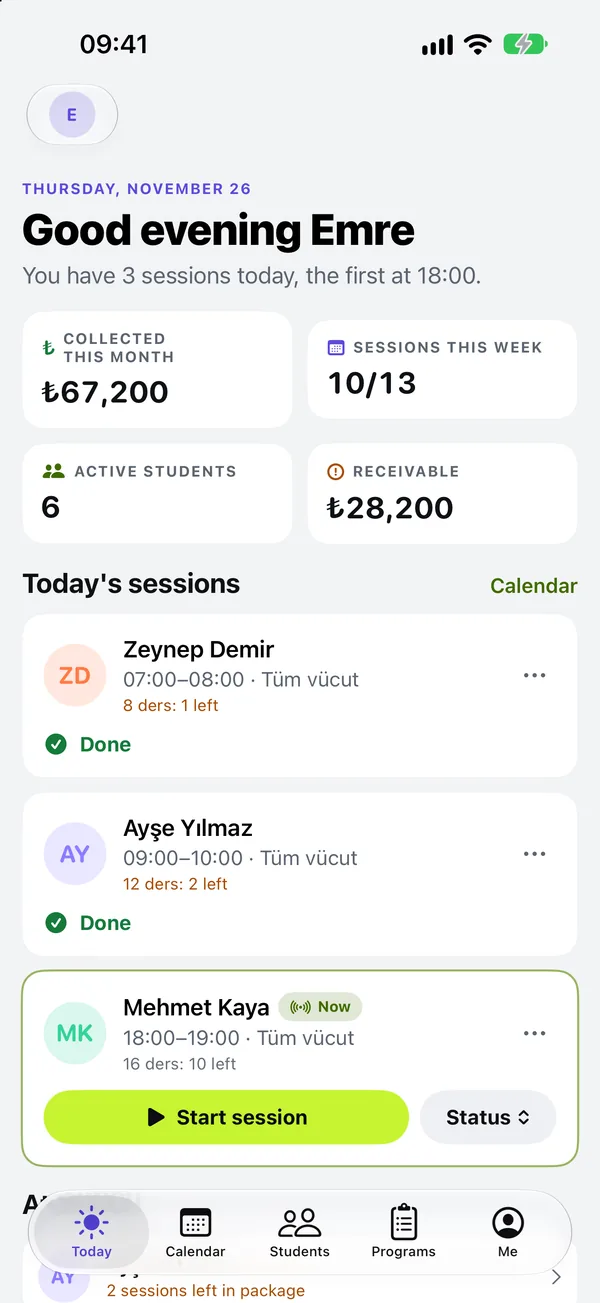 09:41
E
THURSDAY, NOVEMBER 26
Good evening Emre
You have 3 sessions today, the first at 18:00.
COLLECTED
THIS MONTH
₺67,200
SESSIONS THIS WEEK
10/13
ACTIVE STUDENTS
6
RECEIVABLE
₺28,200
Today's sessions
Calendar
ZD
Zeynep Demir
07:00–08:00 · Tüm vücut
8 ders: 1 left
Done
AY
Ayşe Yılmaz
09:00–10:00 · Tüm vücut
12 ders: 2 left
Done
MK
Mehmet Kaya
Now
18:00–19:00 · Tüm vücut
16 ders: 10 left
Start session
Status
Today
Calendar
Students
Programs
Me
AY
2 sessions left in package